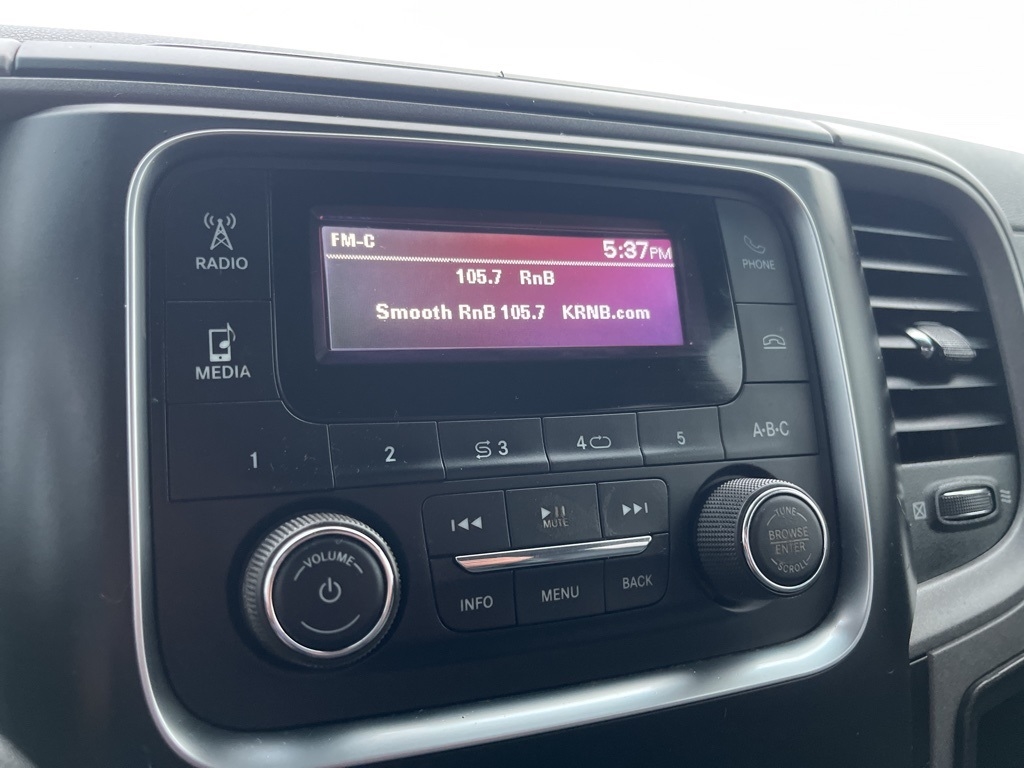 FM-C 5:37PM
105.7 RnB
Smooth RnB 105.7 KRNB.com
RADIO
MEDIA
PHONE
1 2 3 4 5 A•B•C
VOLUME
MUTE
INFO MENU BACK
TUNE
BROWSE
ENTER
SCROLL